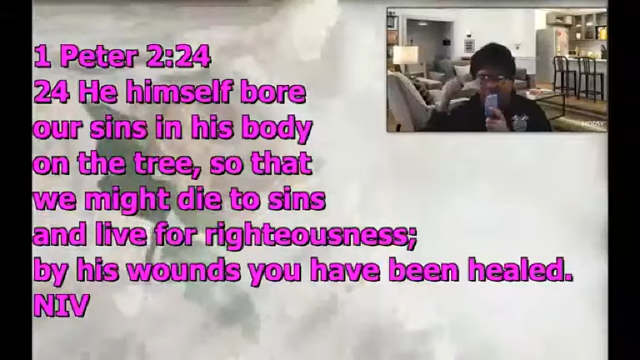 1 Peter 2:24
24 He himself bore
our sins in his body
on the tree, so that
we might die to sins
and live for righteousness;
by his wounds you have been healed.
NIV